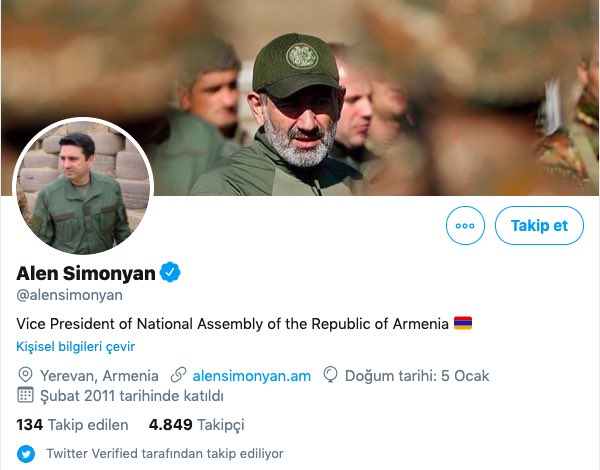 Takip et
Alen Simonyan
@alensimonyan
Vice President of National Assembly of the Republic of Armenia 🇦🇲
Kişisel bilgileri çevir
Yerevan, Armenia alensimonyan.am Doğum tarihi: 5 Ocak
Şubat 2011 tarihinde katıldı
134 Takip edilen 4.849 Takipçi
Twitter Verified tarafından takip ediliyor